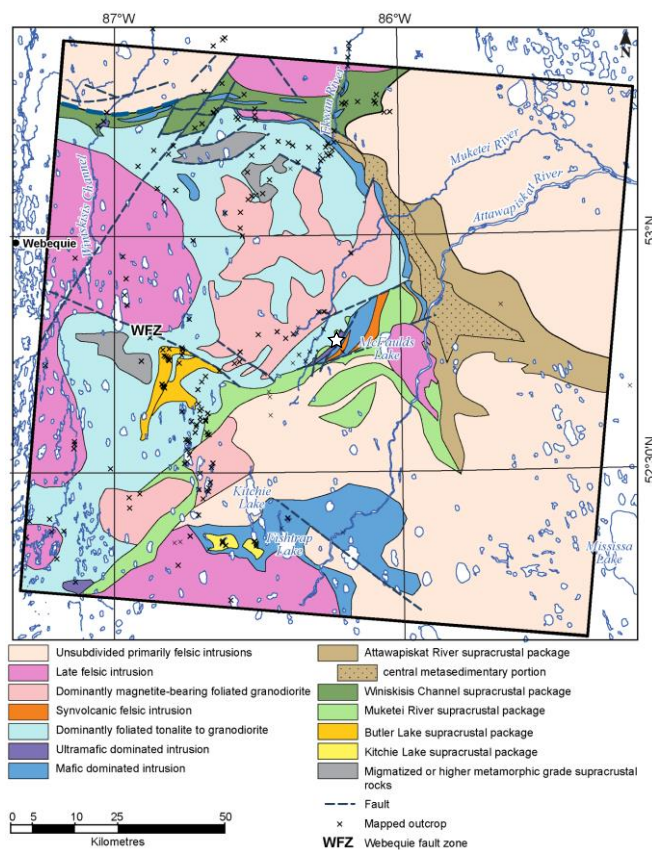 87°W
86°W
N
Ekwan River
Muketei River
Attawapiskat River
Winiskisis Channel
53°N
Webequie
WFZ
McFaulds
Lake
52°30'N
Kitchie
Lake
Fishtrap
Lake
Mississa
Lake
Unsubdivided primarily felsic intrusions
Late felsic intrusion
Dominantly magnetite-bearing foliated granodiorite
Synvolcanic felsic intrusion
Dominantly foliated tonalite to granodiorite
Ultramafic dominated intrusion
Mafic dominated intrusion
0 5 10 25 50
Kilometres
Attawapiskat River supracrustal package
central metasedimentary portion
Winiskisis Channel supracrustal package
Muketei River supracrustal package
Butler Lake supracrustal package
Kitchie Lake supracrustal package
Migmatized or higher metamorphic grade supracrustal
rocks
Fault
Mapped outcrop
WFZ Webequie fault zone